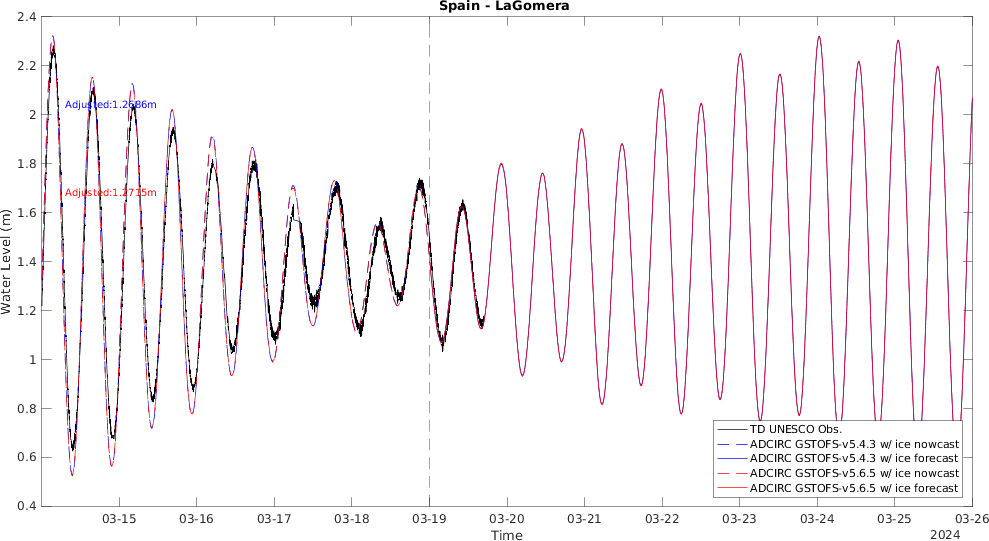 Spain - LaGomera
2.4
2.2
2
1.8
1.6
1.4
1.2
1
0.8
0.6
0.4
Water Level (m)
Adjusted:1.2686m
Adjusted:1.2715m
TD UNESCO Obs.
ADCIRC GSTOFS-v5.4.3 w/ ice nowcast
ADCIRC GSTOFS-v5.4.3 w/ ice forecast
ADCIRC GSTOFS-v5.6.5 w/ ice nowcast
ADCIRC GSTOFS-v5.6.5 w/ ice forecast
03-15 03-16 03-17 03-18 03-19 03-20 03-21 03-22 03-23 03-24 03-25 03-26
Time
2024